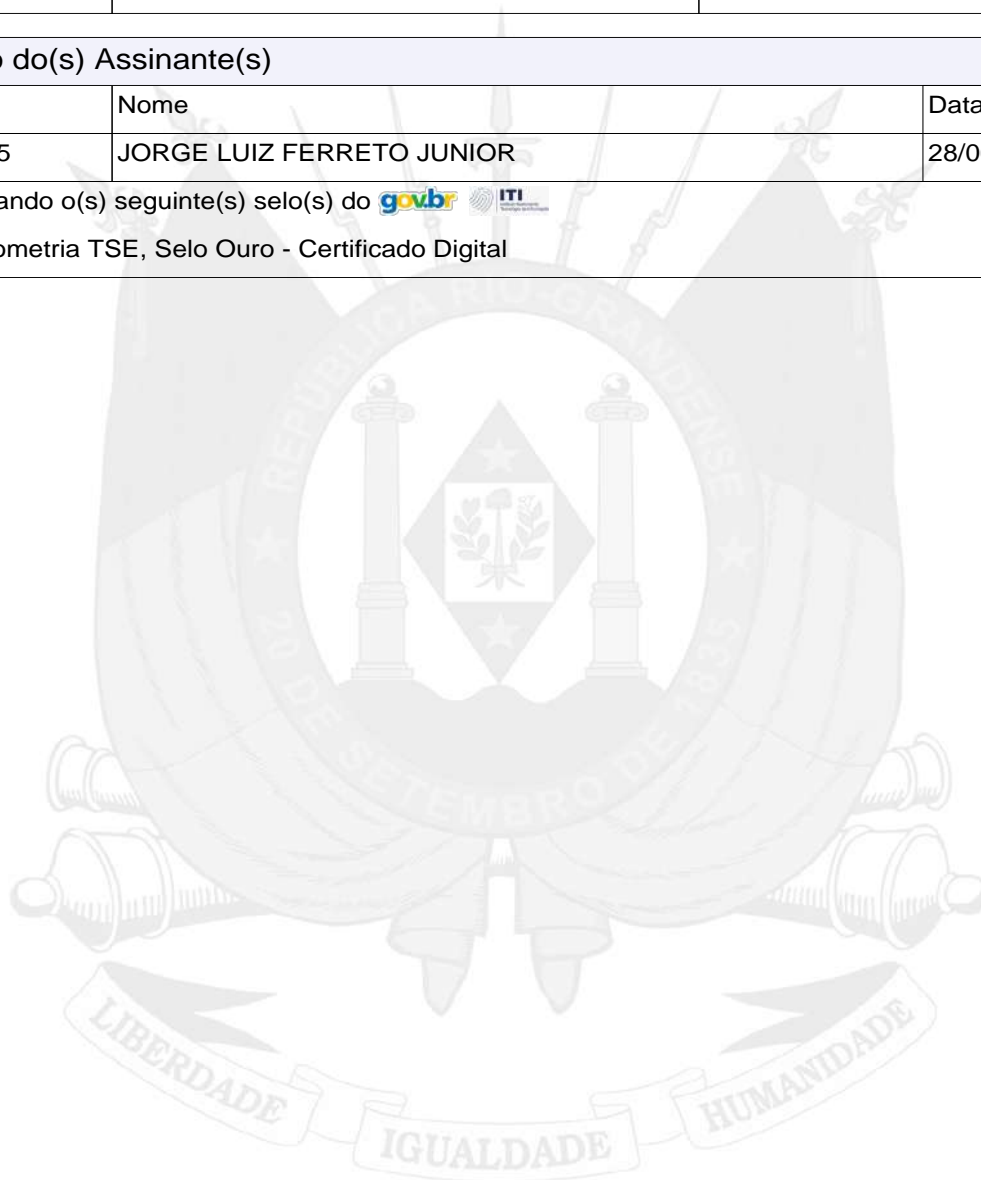 o do(s) Assinante(s)
Nome Data
5 JORGE LUIZ FERRETO JUNIOR 28/0
ando o(s) seguinte(s) selo(s) do gov.br ITI
ometria TSE, Selo Ouro - Certificado Digital
REPÚBLICA RIO-GRANDENSE
20 DE SETEMBRO DE 1835
LIBERDADE IGUALDADE HUMANIDADE